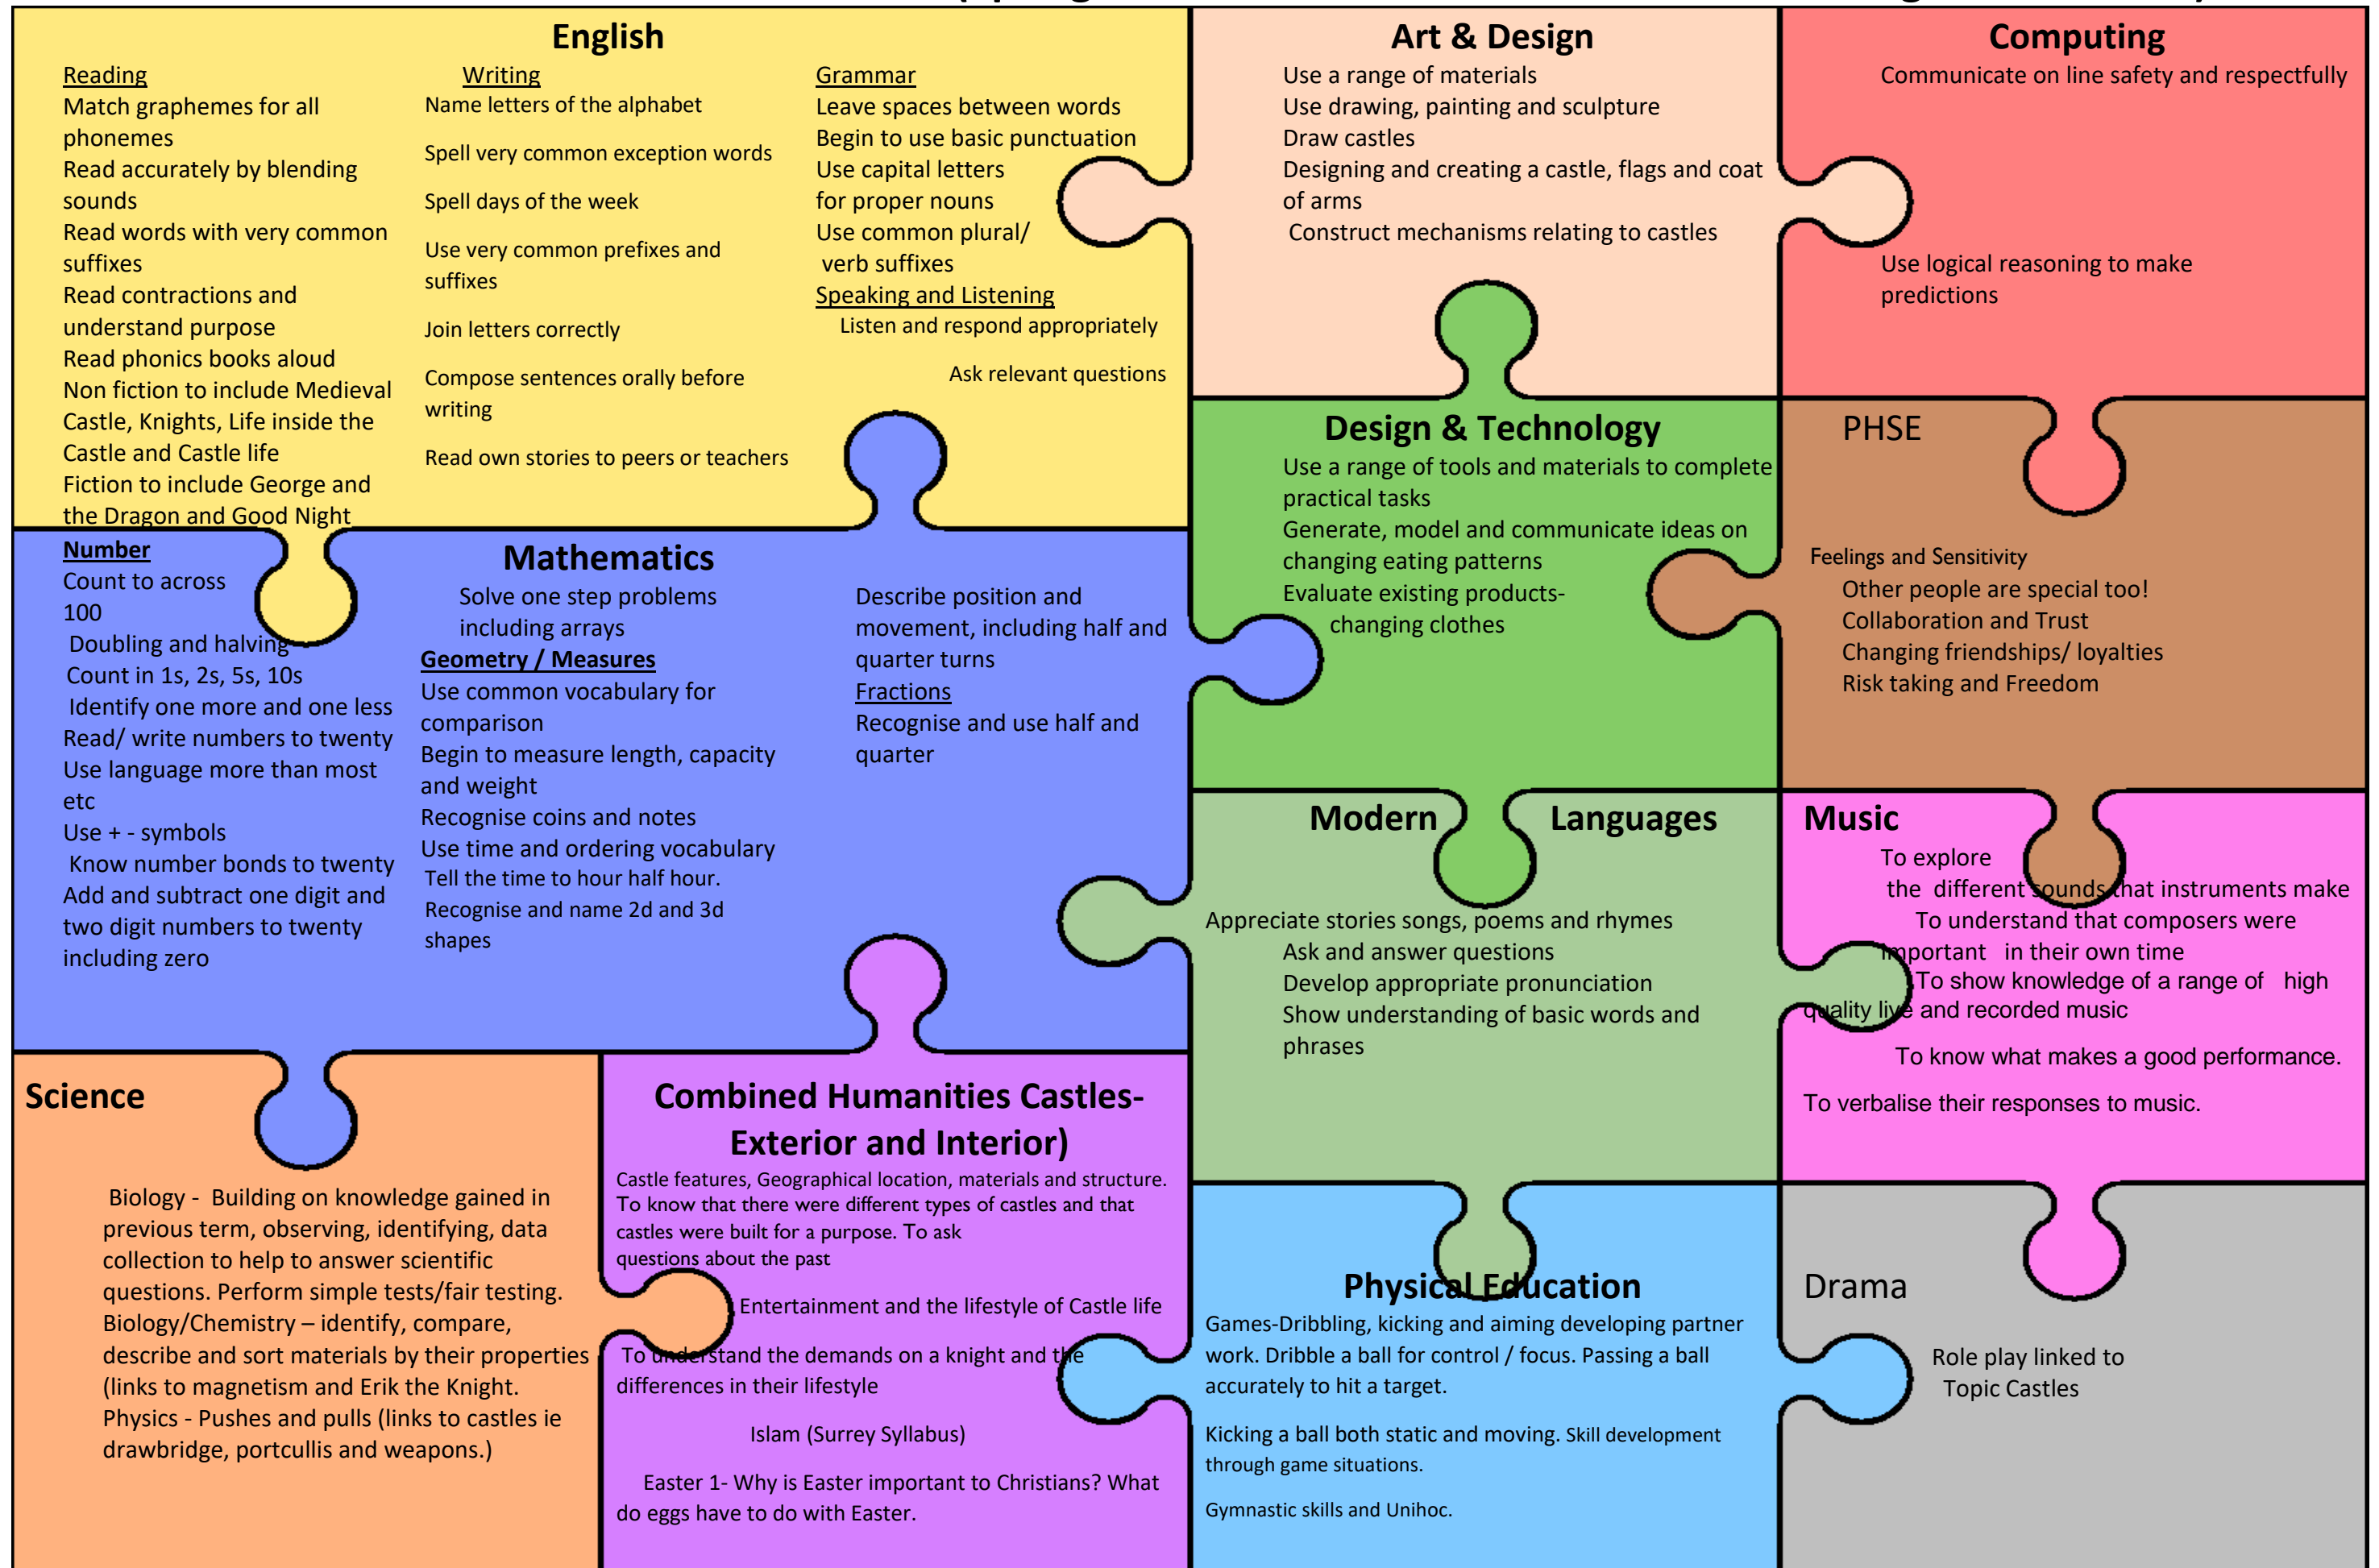 English
Reading
Match graphemes for all
phonemes
Read accurately by blending
sounds
Read words with very common
suffixes
Read contractions and
understand purpose
Read phonics books aloud
Non fiction to include Medieval
Castle, Knights, Life inside the
Castle and Castle life
Fiction to include George and
the Dragon and Good Night
Writing
Name letters of the alphabet
Spell very common exception words
Spell days of the week
Use very common prefixes and
suffixes
Join letters correctly
Compose sentences orally before
writing
Read own stories to peers or teachers
Grammar
Leave spaces between words
Begin to use basic punctuation
Use capital letters
for proper nouns
Use common plural/
verb suffixes
Speaking and Listening
Listen and respond appropriately
Ask relevant questions
Art & Design
Use a range of materials
Use drawing, painting and sculpture
Draw castles
Designing and creating a castle, flags and coat
of arms
Construct mechanisms relating to castles
Computing
Communicate on line safety and respectfully
Use logical reasoning to make
predictions
Mathematics
Number
Count to across
100
Doubling and halving
Count in 1s, 2s, 5s, 10s
Identify one more and one less
Read/ write numbers to twenty
Use language more than most
etc
Use + - symbols
Know number bonds to twenty
Add and subtract one digit and
two digit numbers to twenty
including zero
Solve one step problems
including arrays
Geometry / Measures
Use common vocabulary for
comparison
Begin to measure length, capacity
and weight
Recognise coins and notes
Use time and ordering vocabulary
Tell the time to hour half hour.
Recognise and name 2d and 3d
shapes
Describe position and
movement, including half and
quarter turns
Fractions
Recognise and use half and
quarter
Design & Technology
Use a range of tools and materials to complete
practical tasks
Generate, model and communicate ideas on
changing eating patterns
Evaluate existing products-
changing clothes
PHSE
Feelings and Sensitivity
Other people are special too!
Collaboration and Trust
Changing friendships/ loyalties
Risk taking and Freedom
Modern Languages
Appreciate stories songs, poems and rhymes
Ask and answer questions
Develop appropriate pronunciation
Show understanding of basic words and
phrases
Music
To explore
the different sounds that instruments make
To understand that composers were
important in their own time
To show knowledge of a range of high
quality live and recorded music
To know what makes a good performance.
To verbalise their responses to music.
Science
Biology - Building on knowledge gained in
previous term, observing, identifying, data
collection to help to answer scientific
questions. Perform simple tests/fair testing.
Biology/Chemistry – identify, compare,
describe and sort materials by their properties
(links to magnetism and Erik the Knight.
Physics - Pushes and pulls (links to castles ie
drawbridge, portcullis and weapons.)
Combined Humanities Castles-
Exterior and Interior)
Castle features, Geographical location, materials and structure.
To know that there were different types of castles and that
castles were built for a purpose. To ask
questions about the past
Entertainment and the lifestyle of Castle life
To understand the demands on a knight and the
differences in their lifestyle
Islam (Surrey Syllabus)
Easter 1- Why is Easter important to Christians? What
do eggs have to do with Easter.
Physical Education
Games-Dribbling, kicking and aiming developing partner
work. Dribble a ball for control / focus. Passing a ball
accurately to hit a target.
Kicking a ball both static and moving. Skill development
through game situations.
Gymnastic skills and Unihoc.
Drama
Role play linked to
Topic Castles